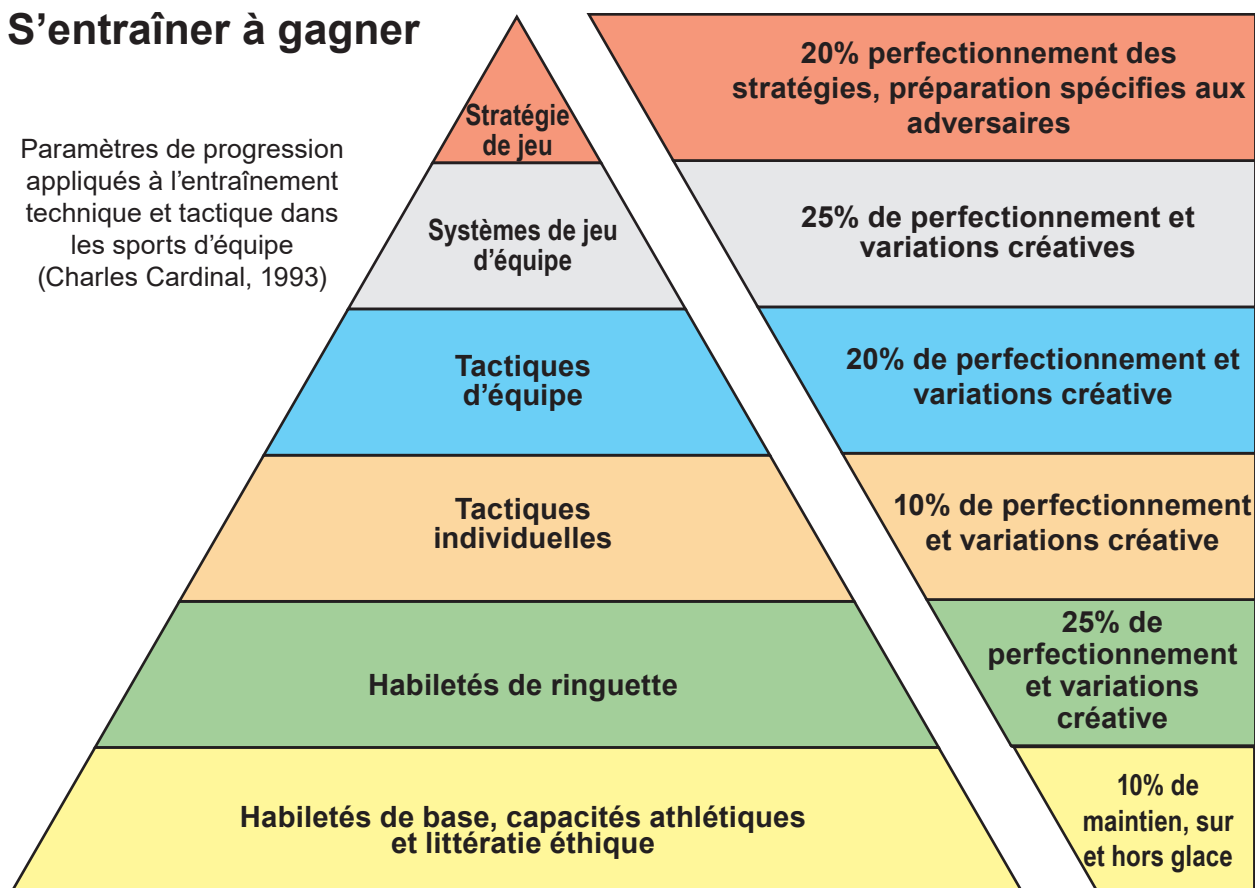 S’entraîner à gagner
Paramètres de progression
appliqués à l’entraînement
technique et tactique dans
les sports d’équipe
(Charles Cardinal, 1993)
Stratégie
de jeu
20% perfectionnement des
stratégies, préparation spécifies aux
adversaires
Systèmes de jeu
d’équipe
25% de perfectionnement et
variations créatives
Tactiques
d’équipe
20% de perfectionnement et
variations créative
Tactiques
individuelles
10% de perfectionnement
et variations créative
Habiletés de ringuette
25% de
perfectionnement
et variations
créative
Habiletés de base, capacités athlétiques
et littératie éthique
10% de
maintien, sur
et hors glace